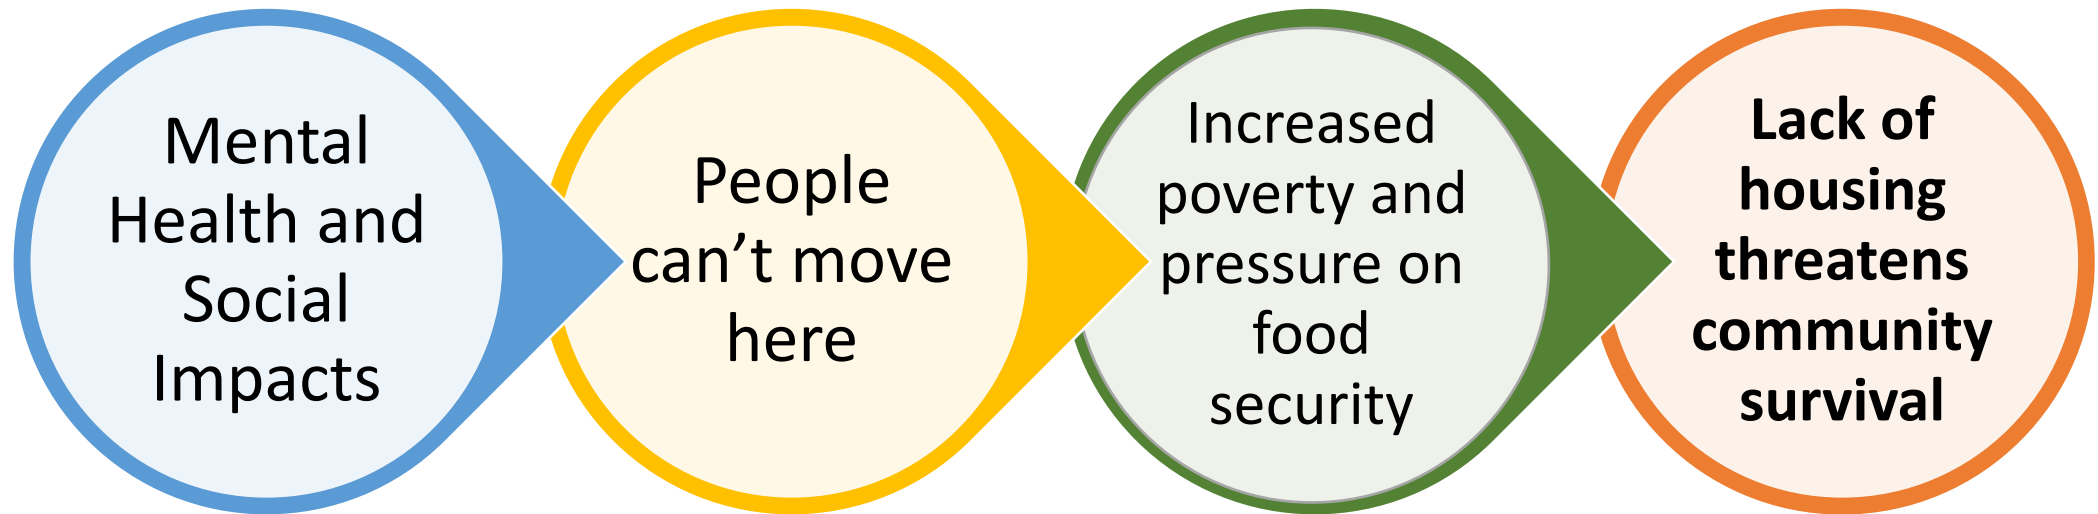 Mental
Health and
Social
Impacts
People
can’t move
here
Increased
poverty and
pressure on
food
security
Lack of
housing
threatens
community
survival